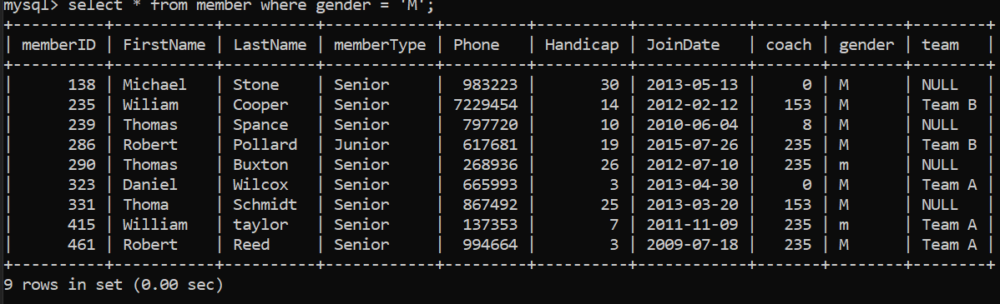 mysql> select * from member where gender = 'M';
+----------+-----------+----------+------------+---------+----------+------------+-------+--------+--------+
| memberID | FirstName | LastName | memberType | Phone   | Handicap | JoinDate   | coach | gender | team   |
+----------+-----------+----------+------------+---------+----------+------------+-------+--------+--------+
|      138 | Michael   | Stone    | Senior     |  983223 |       30 | 2013-05-13 |     0 | M      | NULL   |
|      235 | Wiliam    | Cooper   | Senior     | 7229454 |       14 | 2012-02-12 |   153 | M      | Team B |
|      239 | Thomas    | Spance   | Senior     |  797720 |       10 | 2010-06-04 |     8 | M      | NULL   |
|      286 | Robert    | Pollard  | Junior     |  617681 |       19 | 2015-07-26 |   235 | M      | Team B |
|      290 | Thomas    | Buxton   | Senior     |  268936 |       26 | 2012-07-10 |   235 | m      | NULL   |
|      323 | Daniel    | Wilcox   | Senior     |  665993 |        3 | 2013-04-30 |     0 | M      | Team A |
|      331 | Thoma     | Schmidt  | Senior     |  867492 |       25 | 2013-03-20 |   153 | M      | NULL   |
|      415 | William   | taylor   | Senior     |  137353 |        7 | 2011-11-09 |   235 | m      | Team A |
|      461 | Robert    | Reed     | Senior     |  994664 |        3 | 2009-07-18 |   235 | M      | Team A |
+----------+-----------+----------+------------+---------+----------+------------+-------+--------+--------+
9 rows in set (0.00 sec)